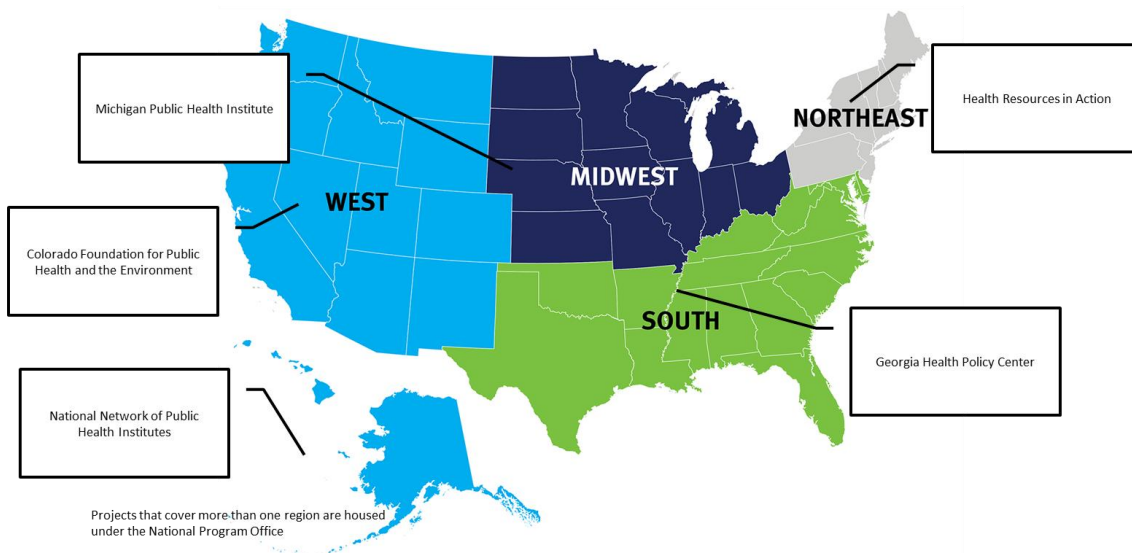 Michigan Public Health Institute
Health Resources in Action
NORTHEAST
MIDWEST
WEST
Colorado Foundation for Public
Health and the Environment
SOUTH
Georgia Health Policy Center
National Network of Public
Health Institutes
Projects that cover more than one region are housed
under the National Program Office